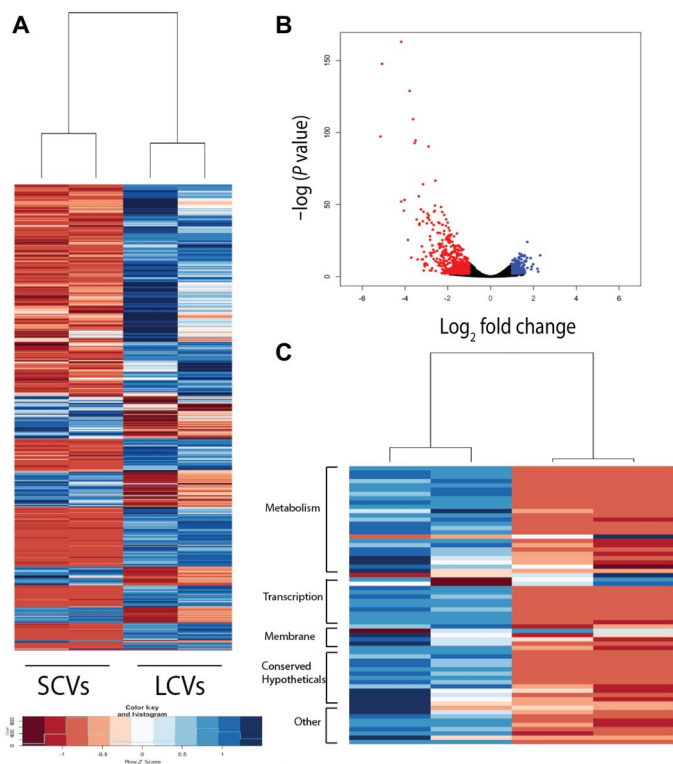 A
B
−log (P value)
150
100
50
0
-6
-4
-2
0
2
4
6
Log2 fold change
C
Metabolism
Transcription
Membrane
Conserved
Hypotheticals
Other
SCVs
LCVs
Color key
and histogram
0
-1
-0.5
0
0.5
1
Row Z Score